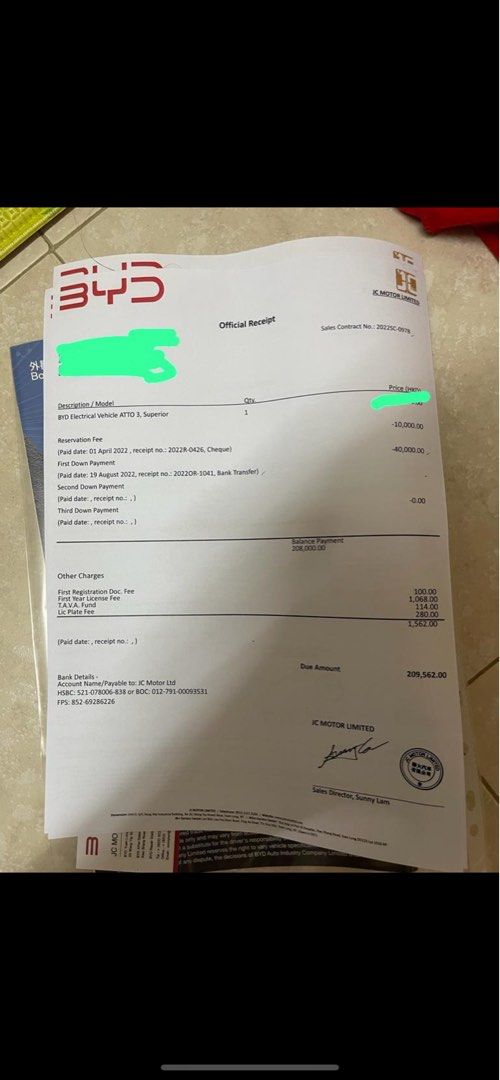 BYD
JC MOTOR LIMITED
Official Receipt
Sales Contract No.: 2022SC-0978
Description / Model Qty. Price (HKD)
BYD Electrical Vehicle ATTO 3, Superior 1
Reservation Fee -10,000.00
(Paid date: 01 April 2022 , receipt no.: 2022R-0426, Cheque)
First Down Payment -40,000.00
(Paid date: 19 August 2022, receipt no.: 2022OR-1041, Bank Transfer)
Second Down Payment -
(Paid date: , receipt no.: , )
Third Down Payment -0.00
(Paid date: , receipt no.: , )
Balance Payment
208,000.00
Other Charges
First Registration Doc. Fee 100.00
First Year License Fee 1,068.00
T.A.V.A. Fund 114.00
Lic Plate Fee 280.00
1,562.00
(Paid date: , receipt no.: , )
Due Amount 209,562.00
Bank Details -
Account Name/Payable to: JC Motor Ltd
HSBC: 521-078006-838 or BOC: 012-791-00093531
FPS: 852-69286226
JC MOTOR LIMITED
Sales Director, Sunny Lam